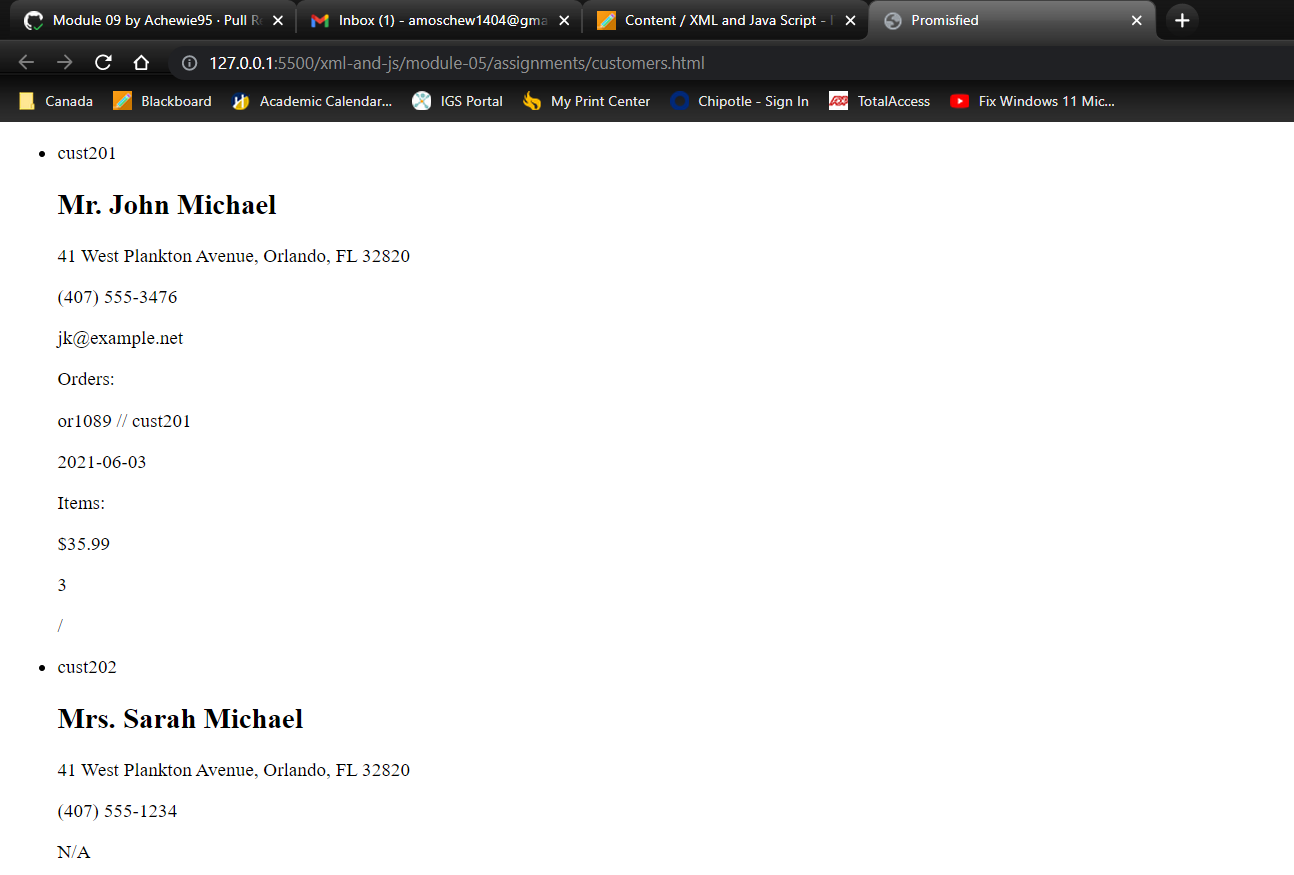 Module 09 by Achewie95 · Pull Re
Inbox (1) - amoschew1404@gma
Content / XML and Java Script -
Promisfied
127.0.0.1:5500/xml-and-js/module-05/assignments/customers.html
Canada
Blackboard
Academic Calendar...
IGS Portal
My Print Center
Chipotle - Sign In
TotalAccess
Fix Windows 11 Mic...
• cust201
Mr. John Michael
41 West Plankton Avenue, Orlando, FL 32820
(407) 555-3476
jk@example.net
Orders:
or1089 // cust201
2021-06-03
Items:
$35.99
3
/
• cust202
Mrs. Sarah Michael
41 West Plankton Avenue, Orlando, FL 32820
(407) 555-1234
N/A